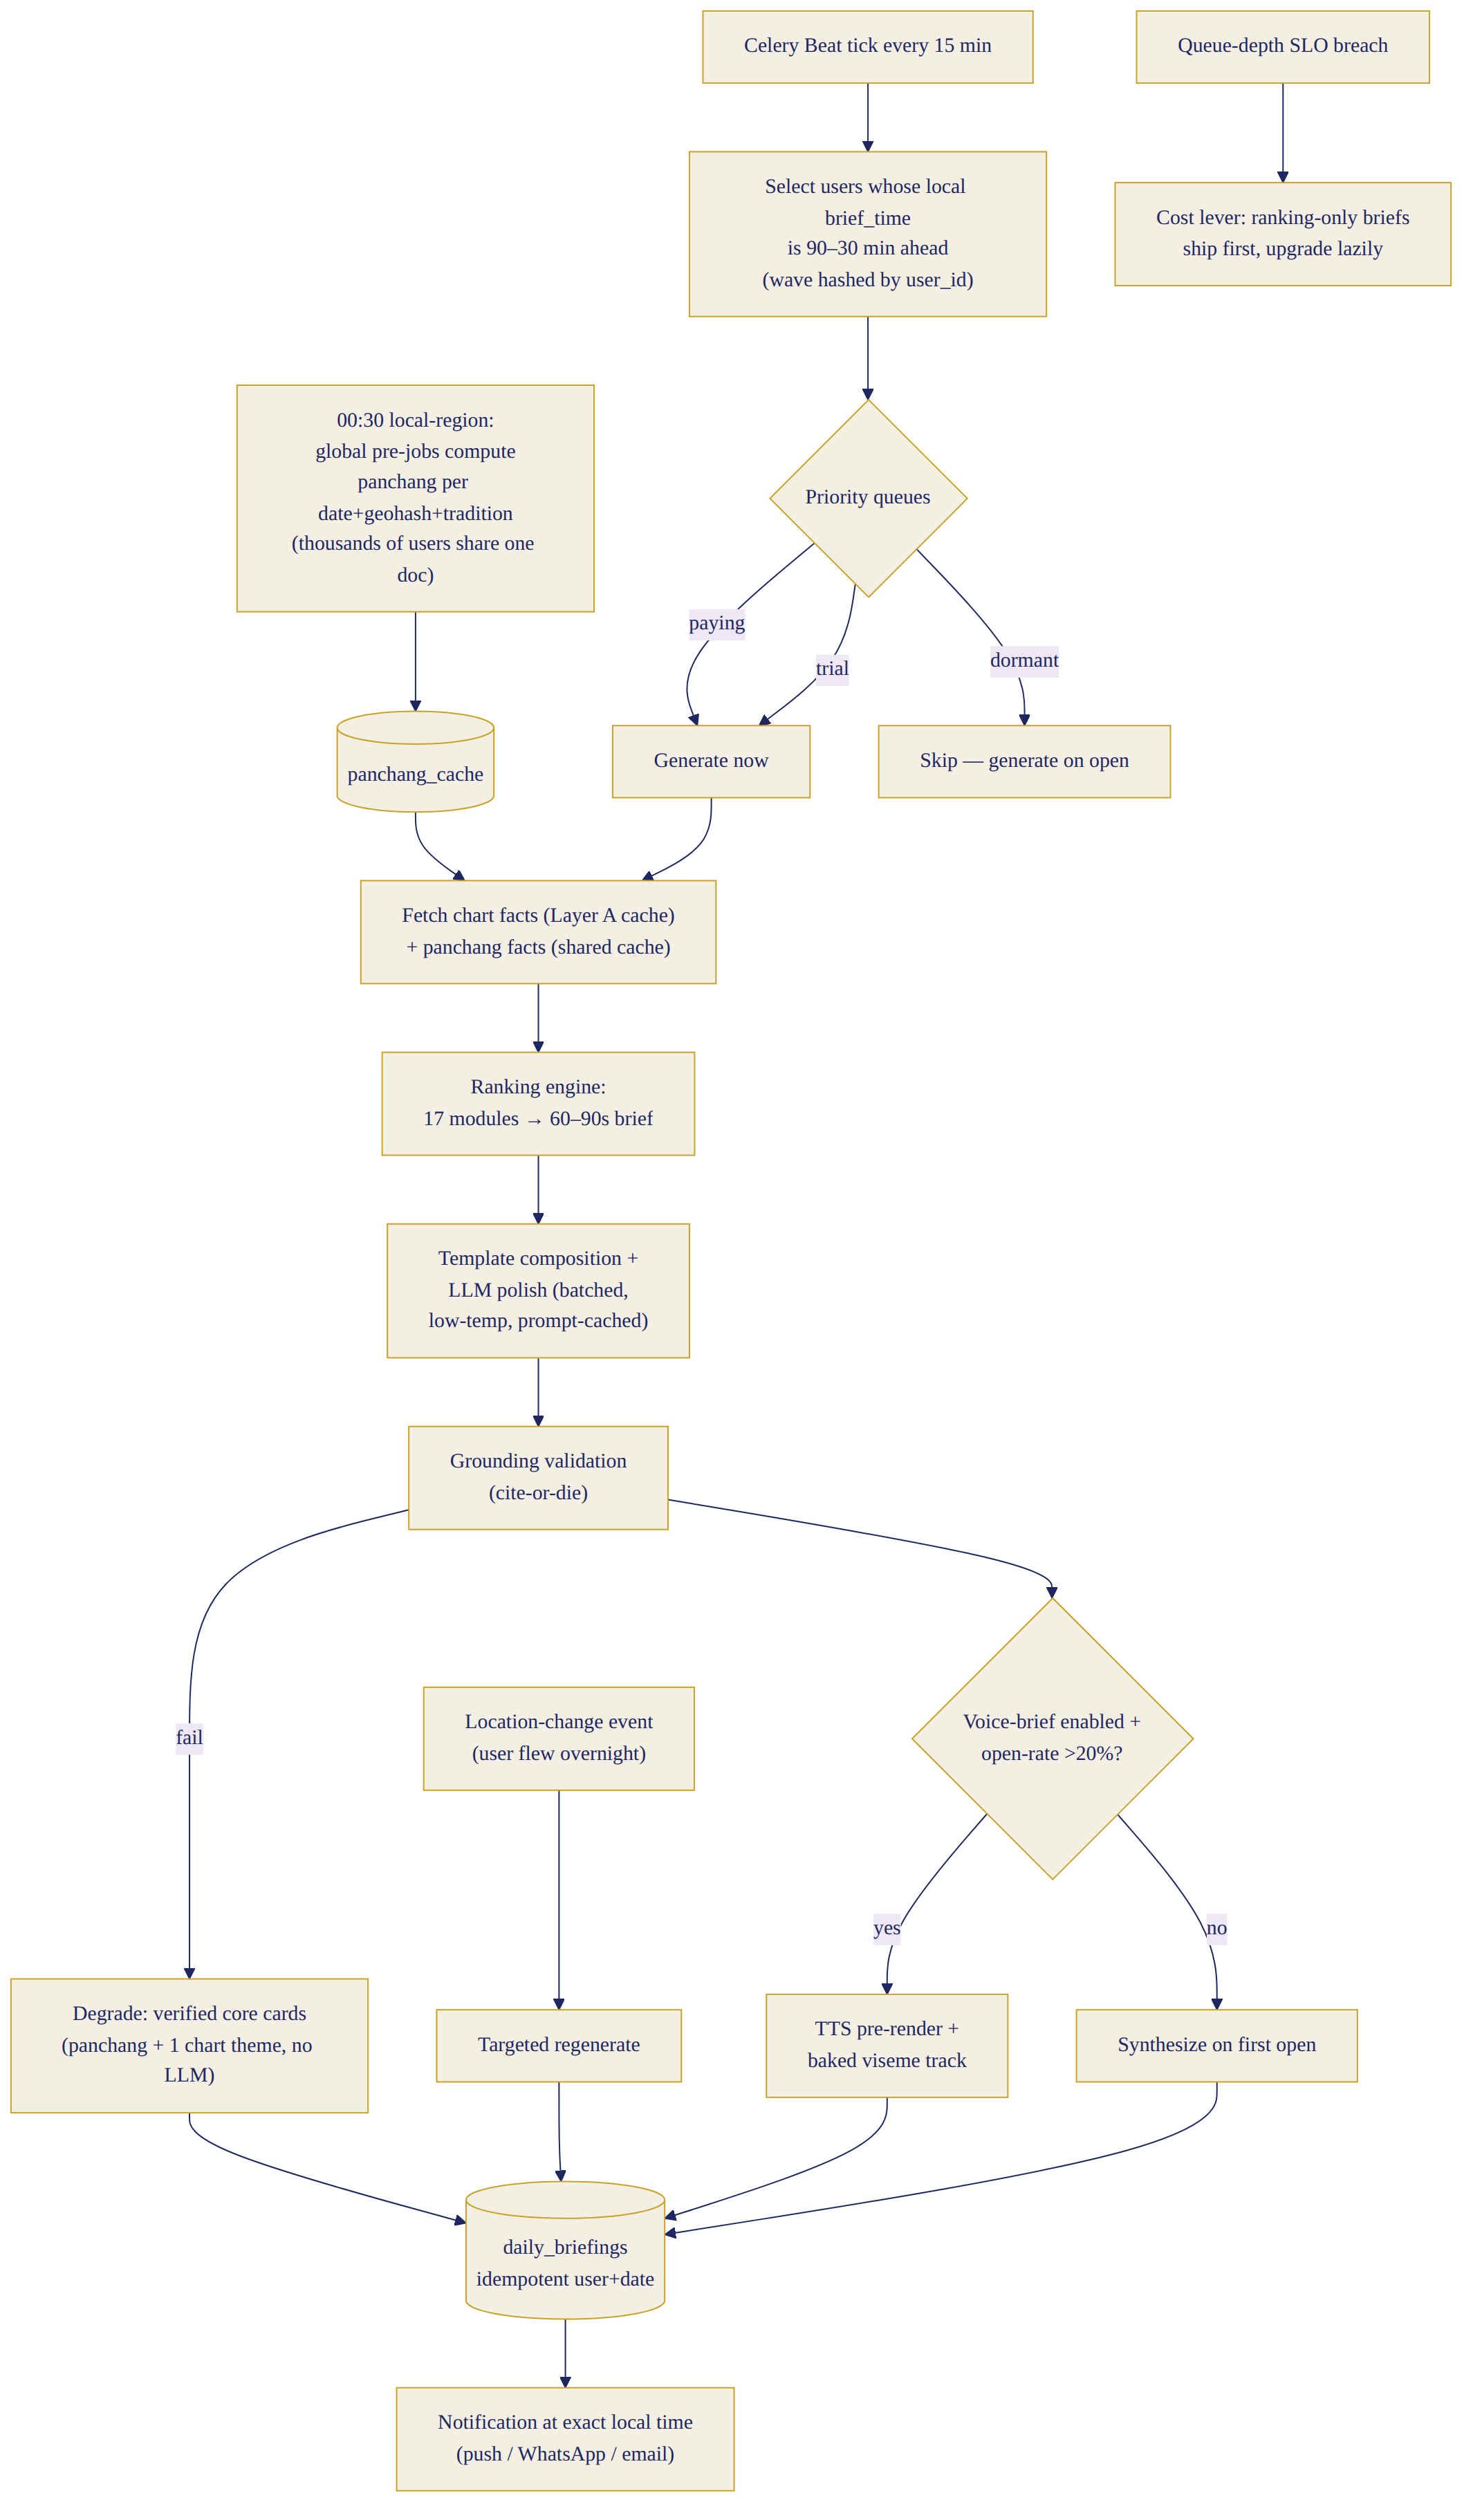 Celery Beat tick every 15 min
Queue-depth SLO breach
Select users whose local
brief_time
is 90–30 min ahead
(wave hashed by user_id)
Cost lever: ranking-only briefs
ship first, upgrade lazily
00:30 local-region:
global pre-jobs compute
panchang per
date+geohash+tradition
(thousands of users share one
doc)
Priority queues
paying
trial
dormant
panchang_cache
Generate now
Skip — generate on open
Fetch chart facts (Layer A cache)
+ panchang facts (shared cache)
Ranking engine:
17 modules → 60–90s brief
Template composition +
LLM polish (batched,
low-temp, prompt-cached)
Grounding validation
(cite-or-die)
fail
Location-change event
(user flew overnight)
Voice-brief enabled +
open-rate >20%?
yes
no
Degrade: verified core cards
(panchang + 1 chart theme, no
LLM)
Targeted regenerate
TTS pre-render +
baked viseme track
Synthesize on first open
daily_briefings
idempotent user+date
Notification at exact local time
(push / WhatsApp / email)